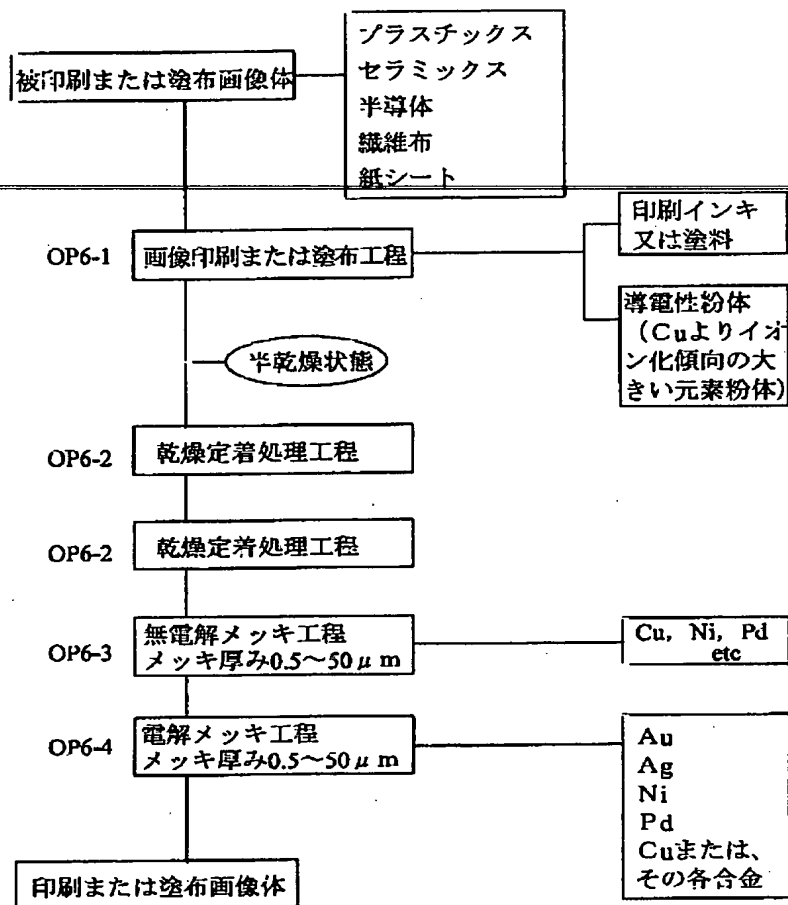 プラスチックス
セラミックス
半導体
繊維布
紙シート
被印刷または塗布画像体
OP6-1
画像印刷または塗布工程
印刷インキ
又は塗料
導電性粉体
（Cuよりイオ
ン化傾向の大
きい元素粉体）
半乾燥状態
OP6-2
乾燥定着処理工程
OP6-2
乾燥定着処理工程
OP6-3
無電解メッキ工程
メッキ厚み0.5～50μm
Cu, Ni, Pd
etc
OP6-4
電解メッキ工程
メッキ厚み0.5～50μm
Au
Ag
Ni
Pd
Cuまたは、
その各合金
印刷または塗布画像体